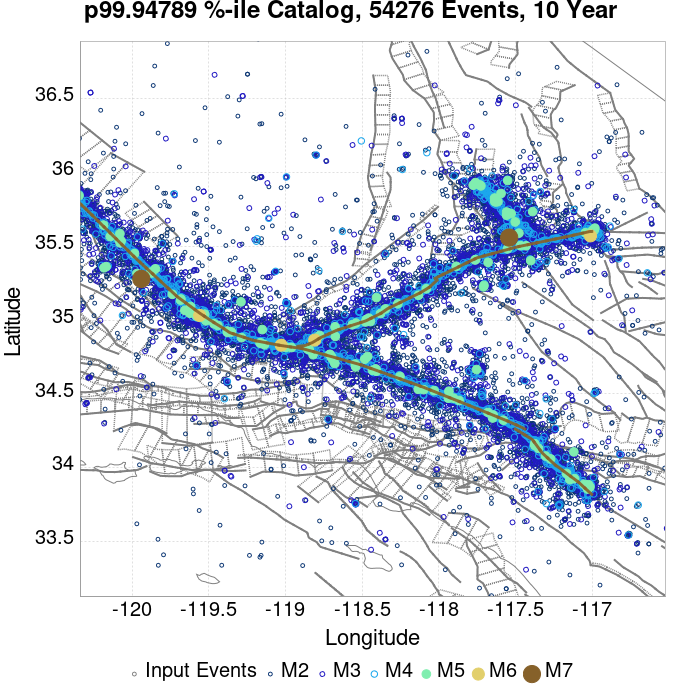 p99.94789 %-ile Catalog, 54276 Events, 10 Year
36.5
36
35.5
35
34.5
34
33.5
Latitude
-120 -119.5 -119 -118.5 -118 -117.5 -117
Longitude
Input Events M2 M3 M4 M5 M6 M7